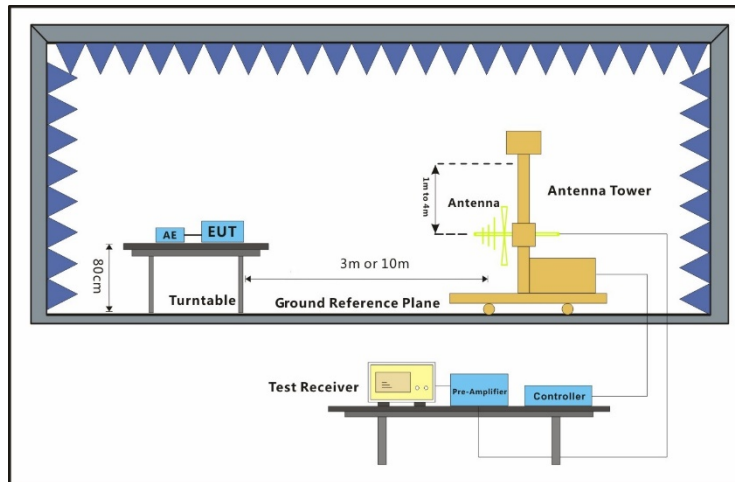 1m to 4m
Antenna
Antenna Tower
AE
EUT
80cm
3m or 10m
Turntable
Ground Reference Plane
Test Receiver
Pre-Amplifier
Controller